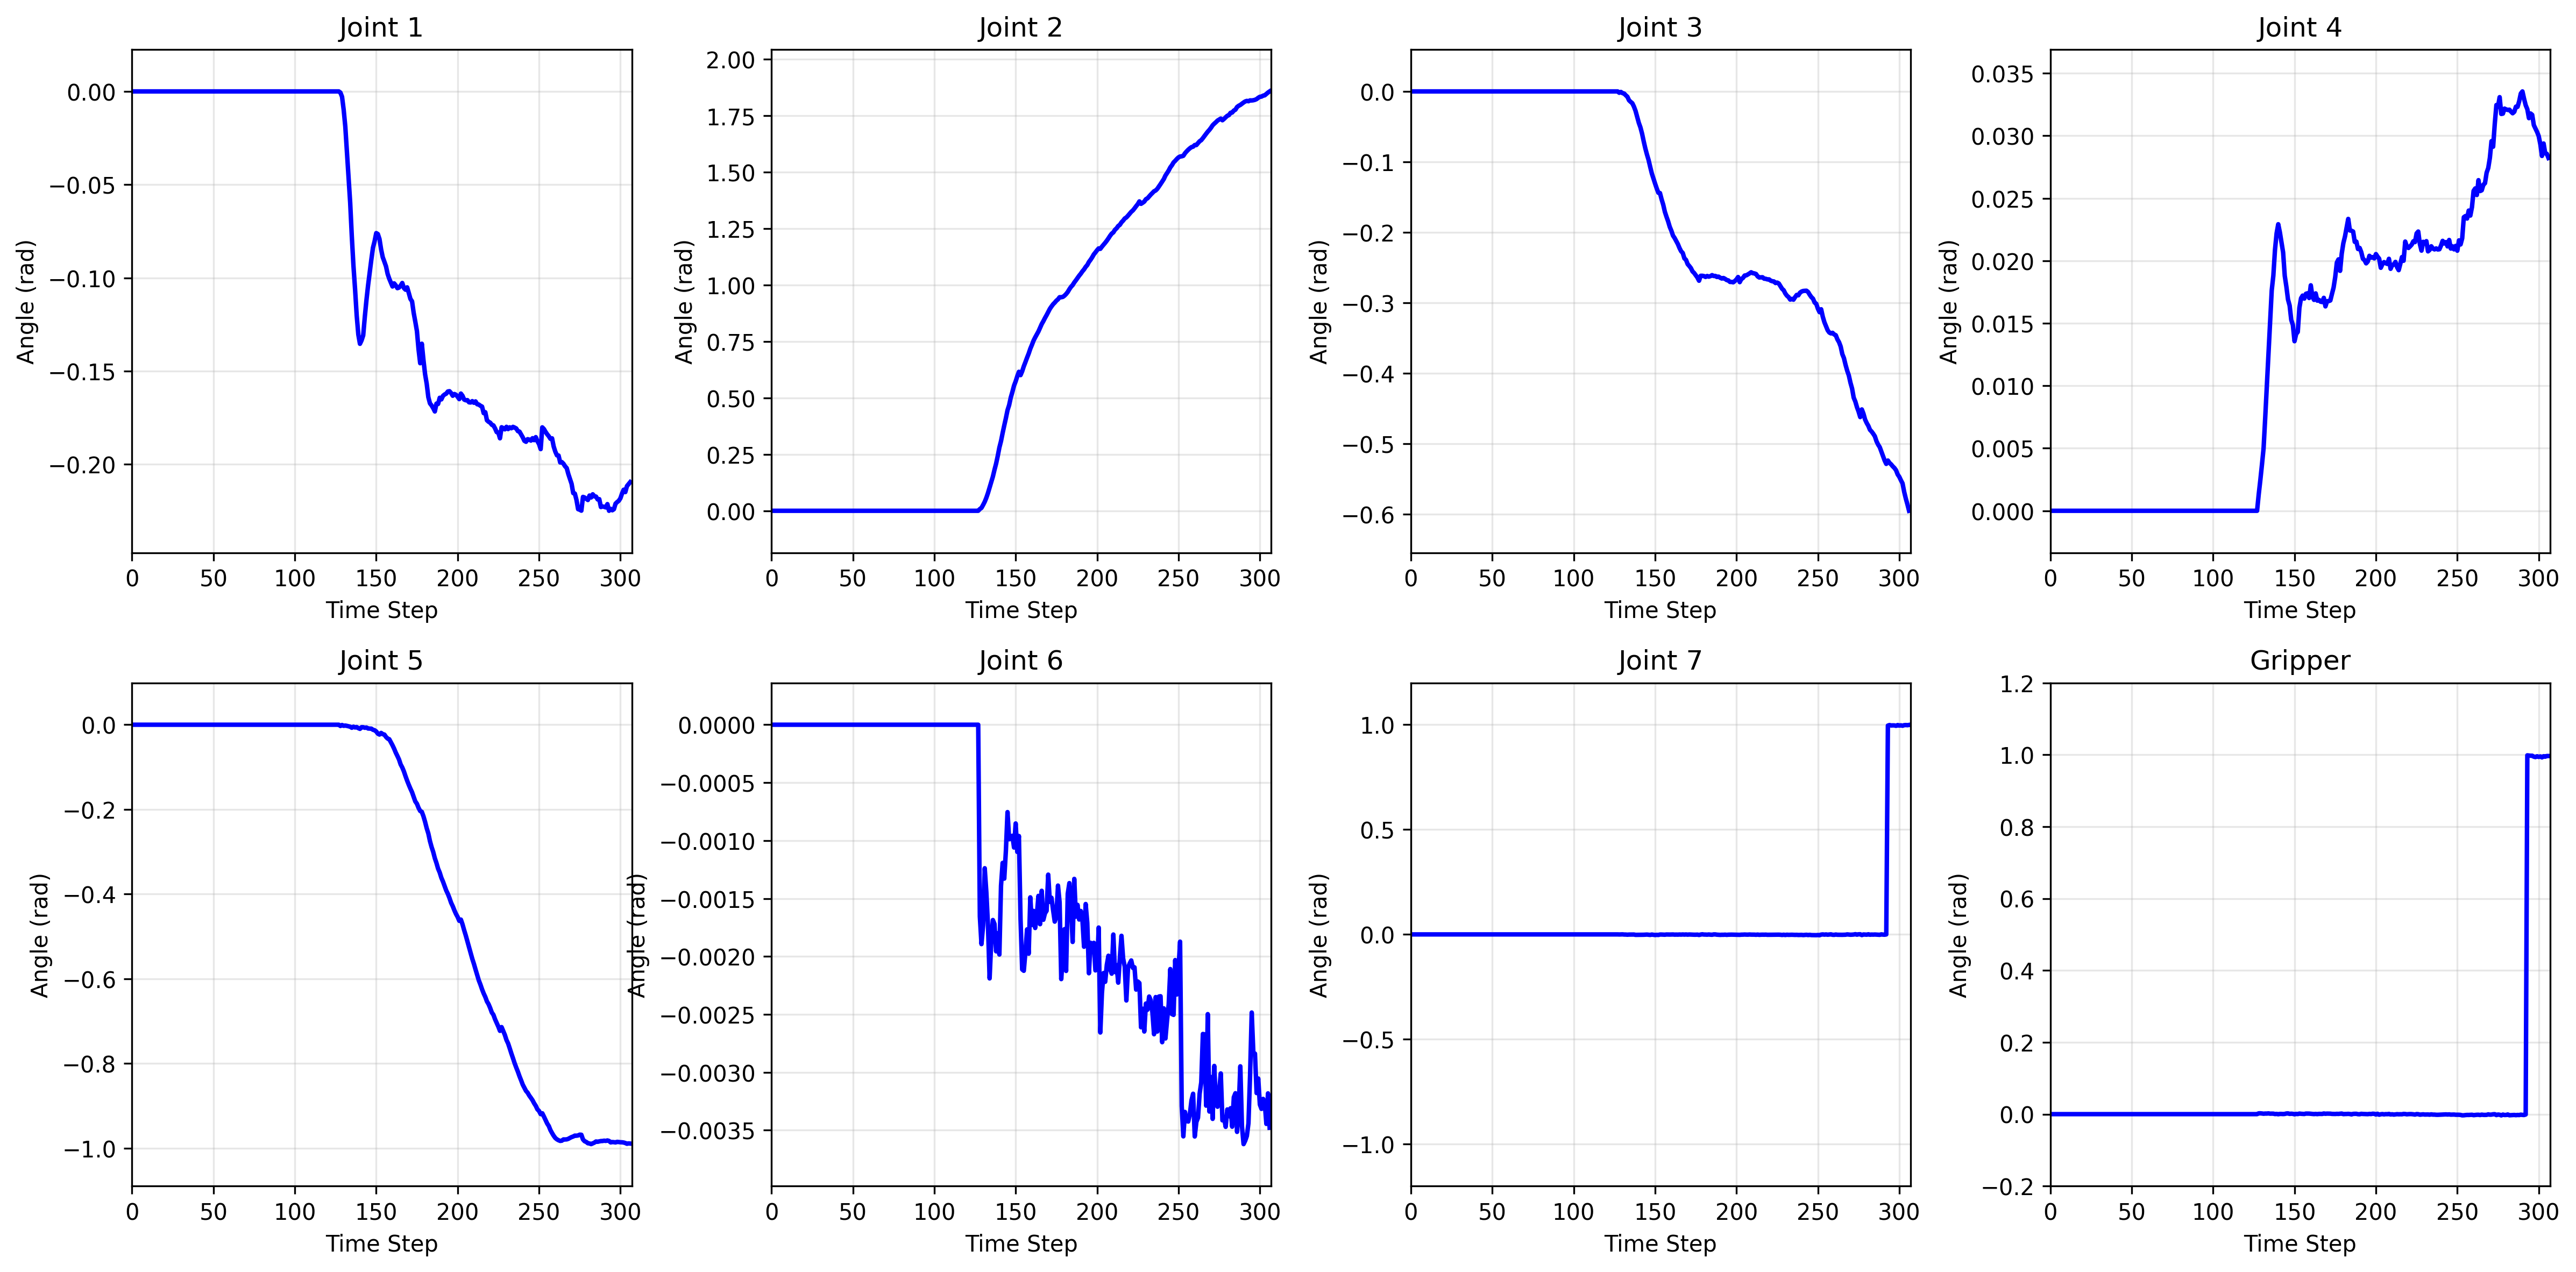 Joint 1
0.00
−0.05
−0.10
−0.15
−0.20
Angle (rad)
0 50 100 150 200 250 300
Time Step
Joint 2
2.00
1.75
1.50
1.25
1.00
0.75
0.50
0.25
0.00
Angle (rad)
0 50 100 150 200 250 300
Time Step
Joint 3
0.0
−0.1
−0.2
−0.3
−0.4
−0.5
−0.6
Angle (rad)
0 50 100 150 200 250 300
Time Step
Joint 4
0.035
0.030
0.025
0.020
0.015
0.010
0.005
0.000
Angle (rad)
0 50 100 150 200 250 300
Time Step
Joint 5
0.0
−0.2
−0.4
−0.6
−0.8
−1.0
Angle (rad)
0 50 100 150 200 250 300
Time Step
Joint 6
0.0000
−0.0005
−0.0010
−0.0015
−0.0020
−0.0025
−0.0030
−0.0035
Angle (rad)
0 50 100 150 200 250 300
Time Step
Joint 7
1.0
0.5
0.0
−0.5
−1.0
Angle (rad)
0 50 100 150 200 250 300
Time Step
Gripper
1.2
1.0
0.8
0.6
0.4
0.2
0.0
−0.2
Angle (rad)
0 50 100 150 200 250 300
Time Step